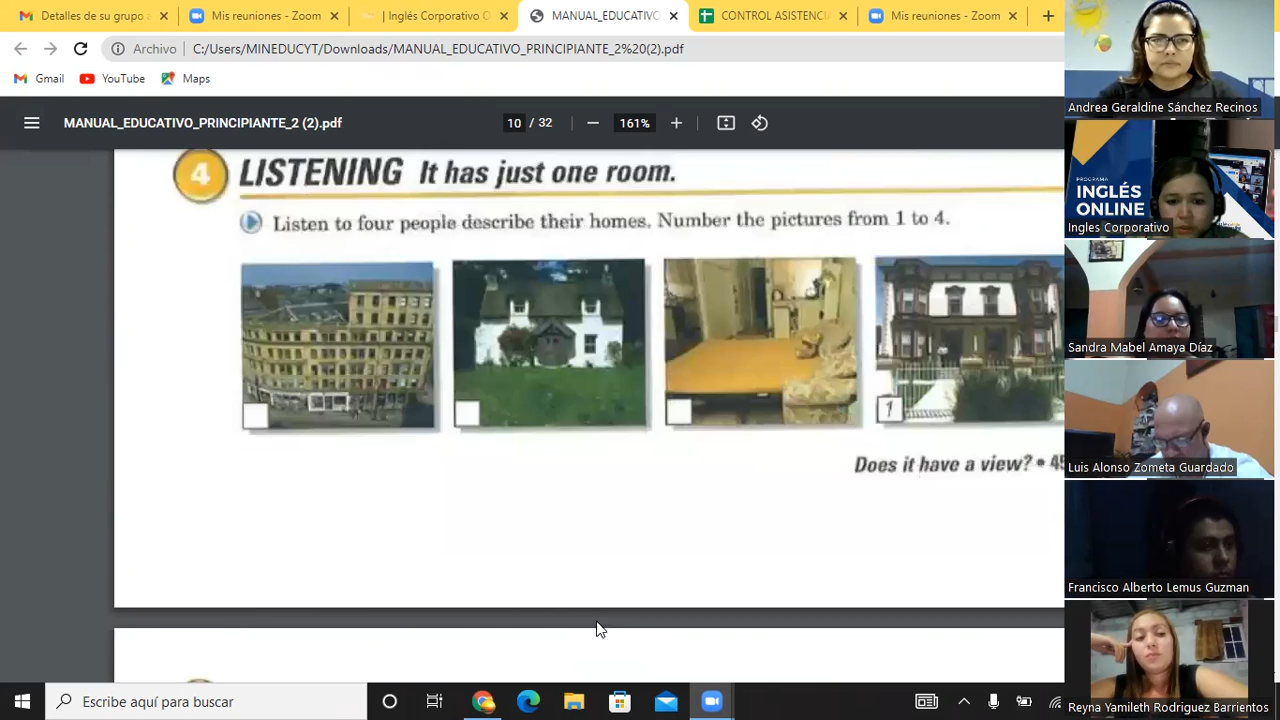 Detalles de su grupo a
Mis reuniones - Zoom
Inglés Corporativo O
MANUAL_EDUCATIVO
CONTROL ASISTENCI
Mis reuniones - Zoom
Archivo
C:/Users/MINEDUCYT/Downloads/MANUAL_EDUCATIVO_PRINCIPIANTE_2%20(2).pdf
Gmail
YouTube
Maps
MANUAL_EDUCATIVO_PRINCIPIANTE_2 (2).pdf
10 / 32
161%
4 LISTENING It has just one room.
Listen to four people describe their homes. Number the pictures from 1 to 4.
1
Does it have a view? • 45
Andrea Geraldine Sánchez Recinos
PROGRAMA
INGLÉS
ONLINE
Ingles Corporativo
Sandra Mabel Amaya Díaz
Luis Alonso Zometa Guardado
Francisco Alberto Lemus Guzman
Reyna Yamileth Rodriguez Barrientos
Escribe aquí para buscar